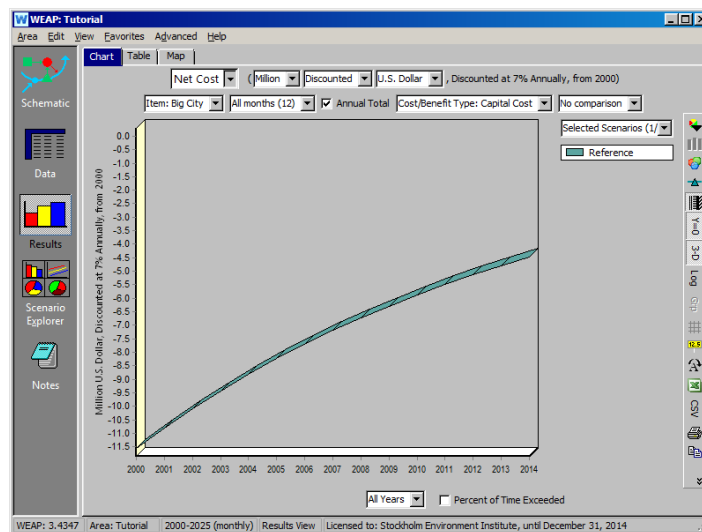 WEAP: Tutorial
Area Edit View Favorites Advanced Help
Chart Table Map
Net Cost ( Million Discounted U.S. Dollar , Discounted at 7% Annually, from 2000)
Item: Big City All months (12) Annual Total Cost/Benefit Type: Capital Cost No comparison
Selected Scenarios (1/
Reference
Schematic
Data
Results
Scenario
Explorer
Notes
Million U.S. Dollar, Discounted at 7% Annually, from 2000
0.0
-0.5
-1.0
-1.5
-2.0
-2.5
-3.0
-3.5
-4.0
-4.5
-5.0
-5.5
-6.0
-6.5
-7.0
-7.5
-8.0
-8.5
-9.0
-9.5
-10.0
-10.5
-11.0
-11.5
2000 2001 2002 2003 2004 2005 2006 2007 2008 2009 2010 2011 2012 2013 2014
Y=0
3-D
Log
Grp
12.5
CSV
All Years Percent of Time Exceeded
WEAP: 3.4347 Area: Tutorial 2000-2025 (monthly) Results View Licensed to: Stockholm Environment Institute, until December 31, 2014